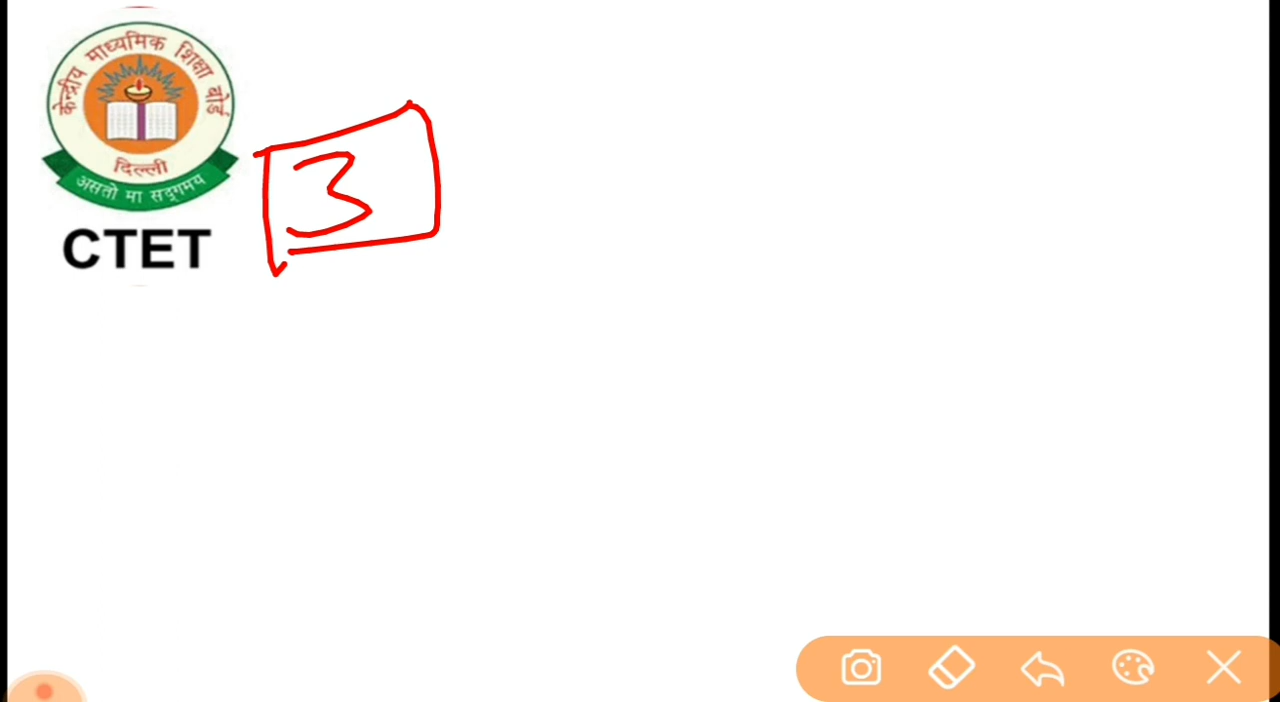 केन्द्रीय माध्यमिक शिक्षा बोर्ड
दिल्ली
असतो मा सद्गमय
CTET
3